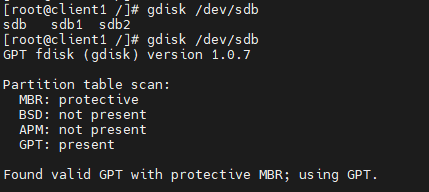 [root@client1 /]# gdisk /dev/sdb
sdb   sdb1  sdb2
[root@client1 /]# gdisk /dev/sdb
GPT fdisk (gdisk) version 1.0.7

Partition table scan:
  MBR: protective
  BSD: not present
  APM: not present
  GPT: present

Found valid GPT with protective MBR; using GPT.